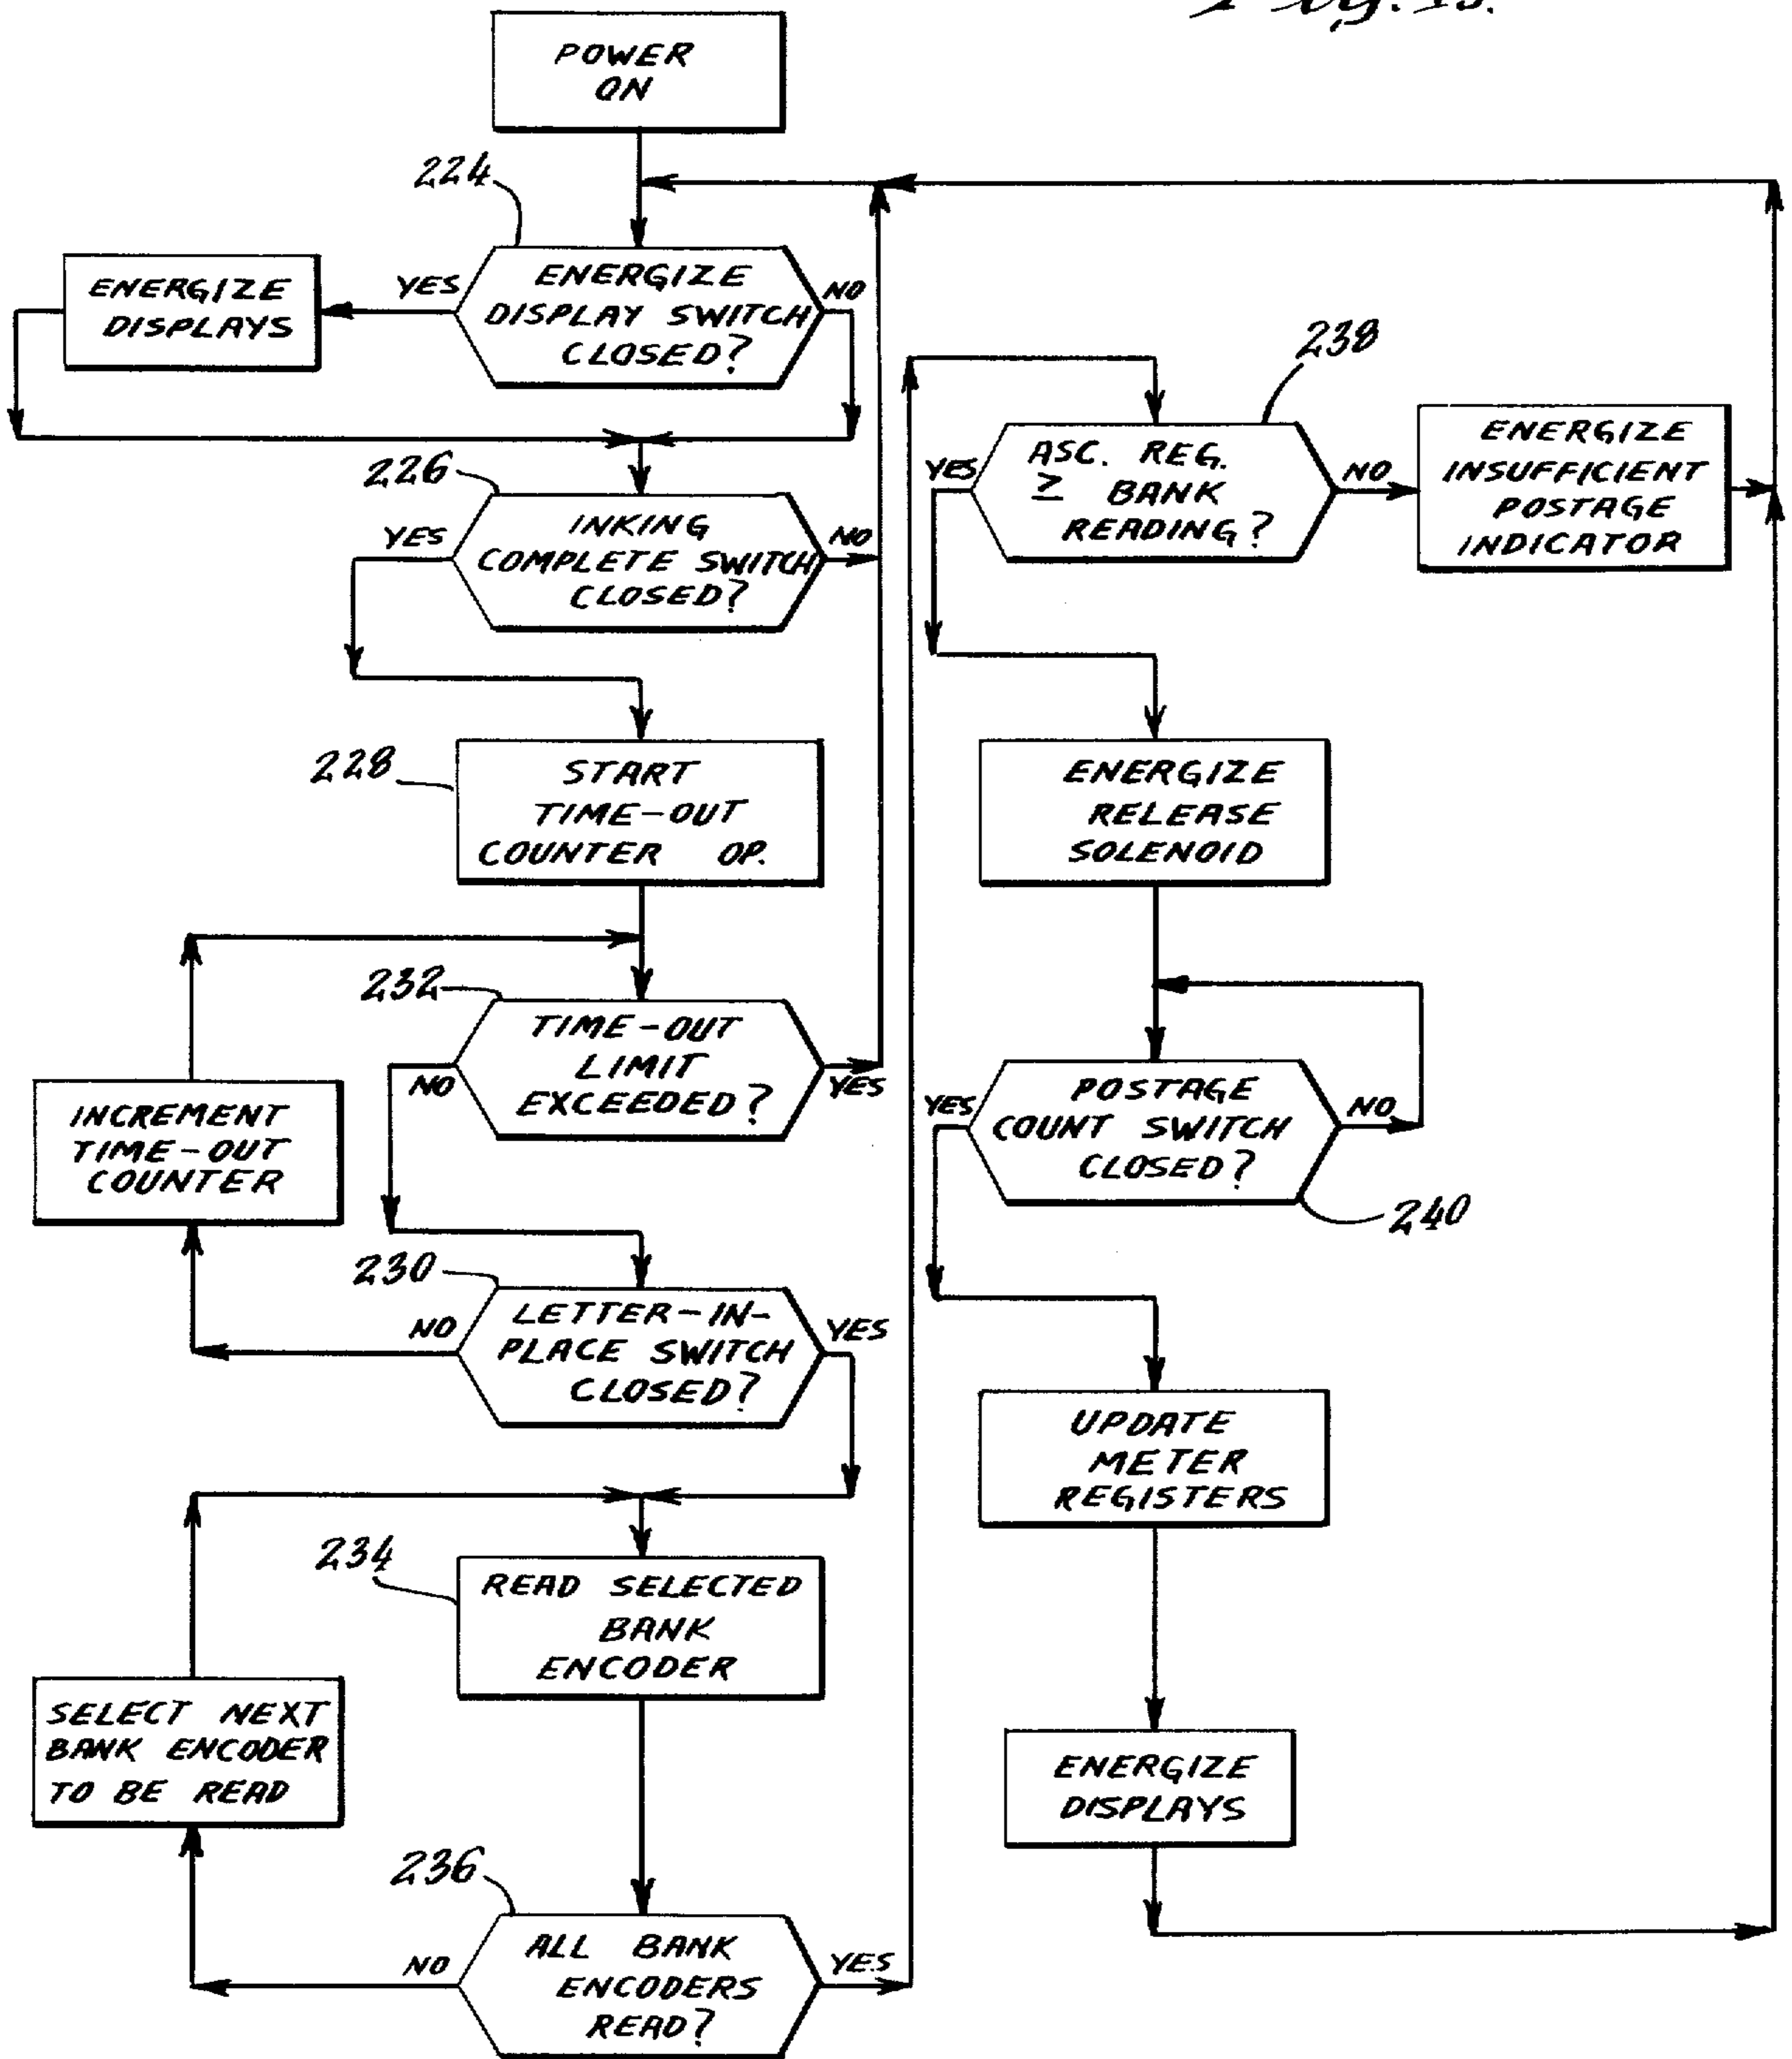 POWER
ON
224
ENERGIZE
DISPLAY SWITCH
CLOSED?
YES
NO
ENERGIZE
DISPLAYS
226
INKING
COMPLETE SWITCH
CLOSED?
YES
NO
228
START
TIME-OUT
COUNTER OP.
232
TIME-OUT
LIMIT
EXCEEDED?
NO
YES
INCREMENT
TIME-OUT
COUNTER
230
LETTER-IN-
PLACE SWITCH
CLOSED?
NO
YES
234
READ SELECTED
BANK
ENCODER
SELECT NEXT
BANK ENCODER
TO BE READ
236
ALL BANK
ENCODERS
READ?
NO
YES
238
ASC. REG.
≥ BANK
READING?
YES
NO
ENERGIZE
INSUFFICIENT
POSTAGE
INDICATOR
ENERGIZE
RELEASE
SOLENOID
POSTAGE
COUNT SWITCH
CLOSED?
YES
NO
240
UPDATE
METER
REGISTERS
ENERGIZE
DISPLAYS